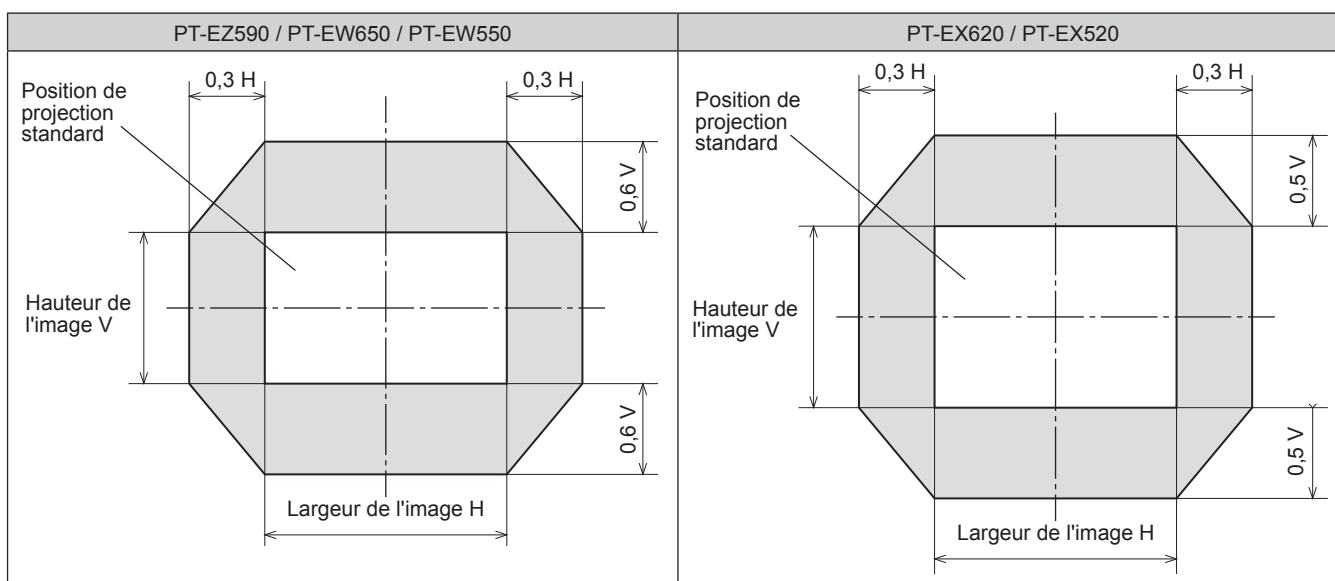 PT-EZ590 / PT-EW650 / PT-EW550
0,3 H
0,3 H
Position de
projection
standard
0,6 V
Hauteur de
l'image V
0,6 V
Largeur de l'image H
PT-EX620 / PT-EX520
0,3 H
0,3 H
Position de
projection
standard
0,5 V
Hauteur de
l'image V
0,5 V
Largeur de l'image H